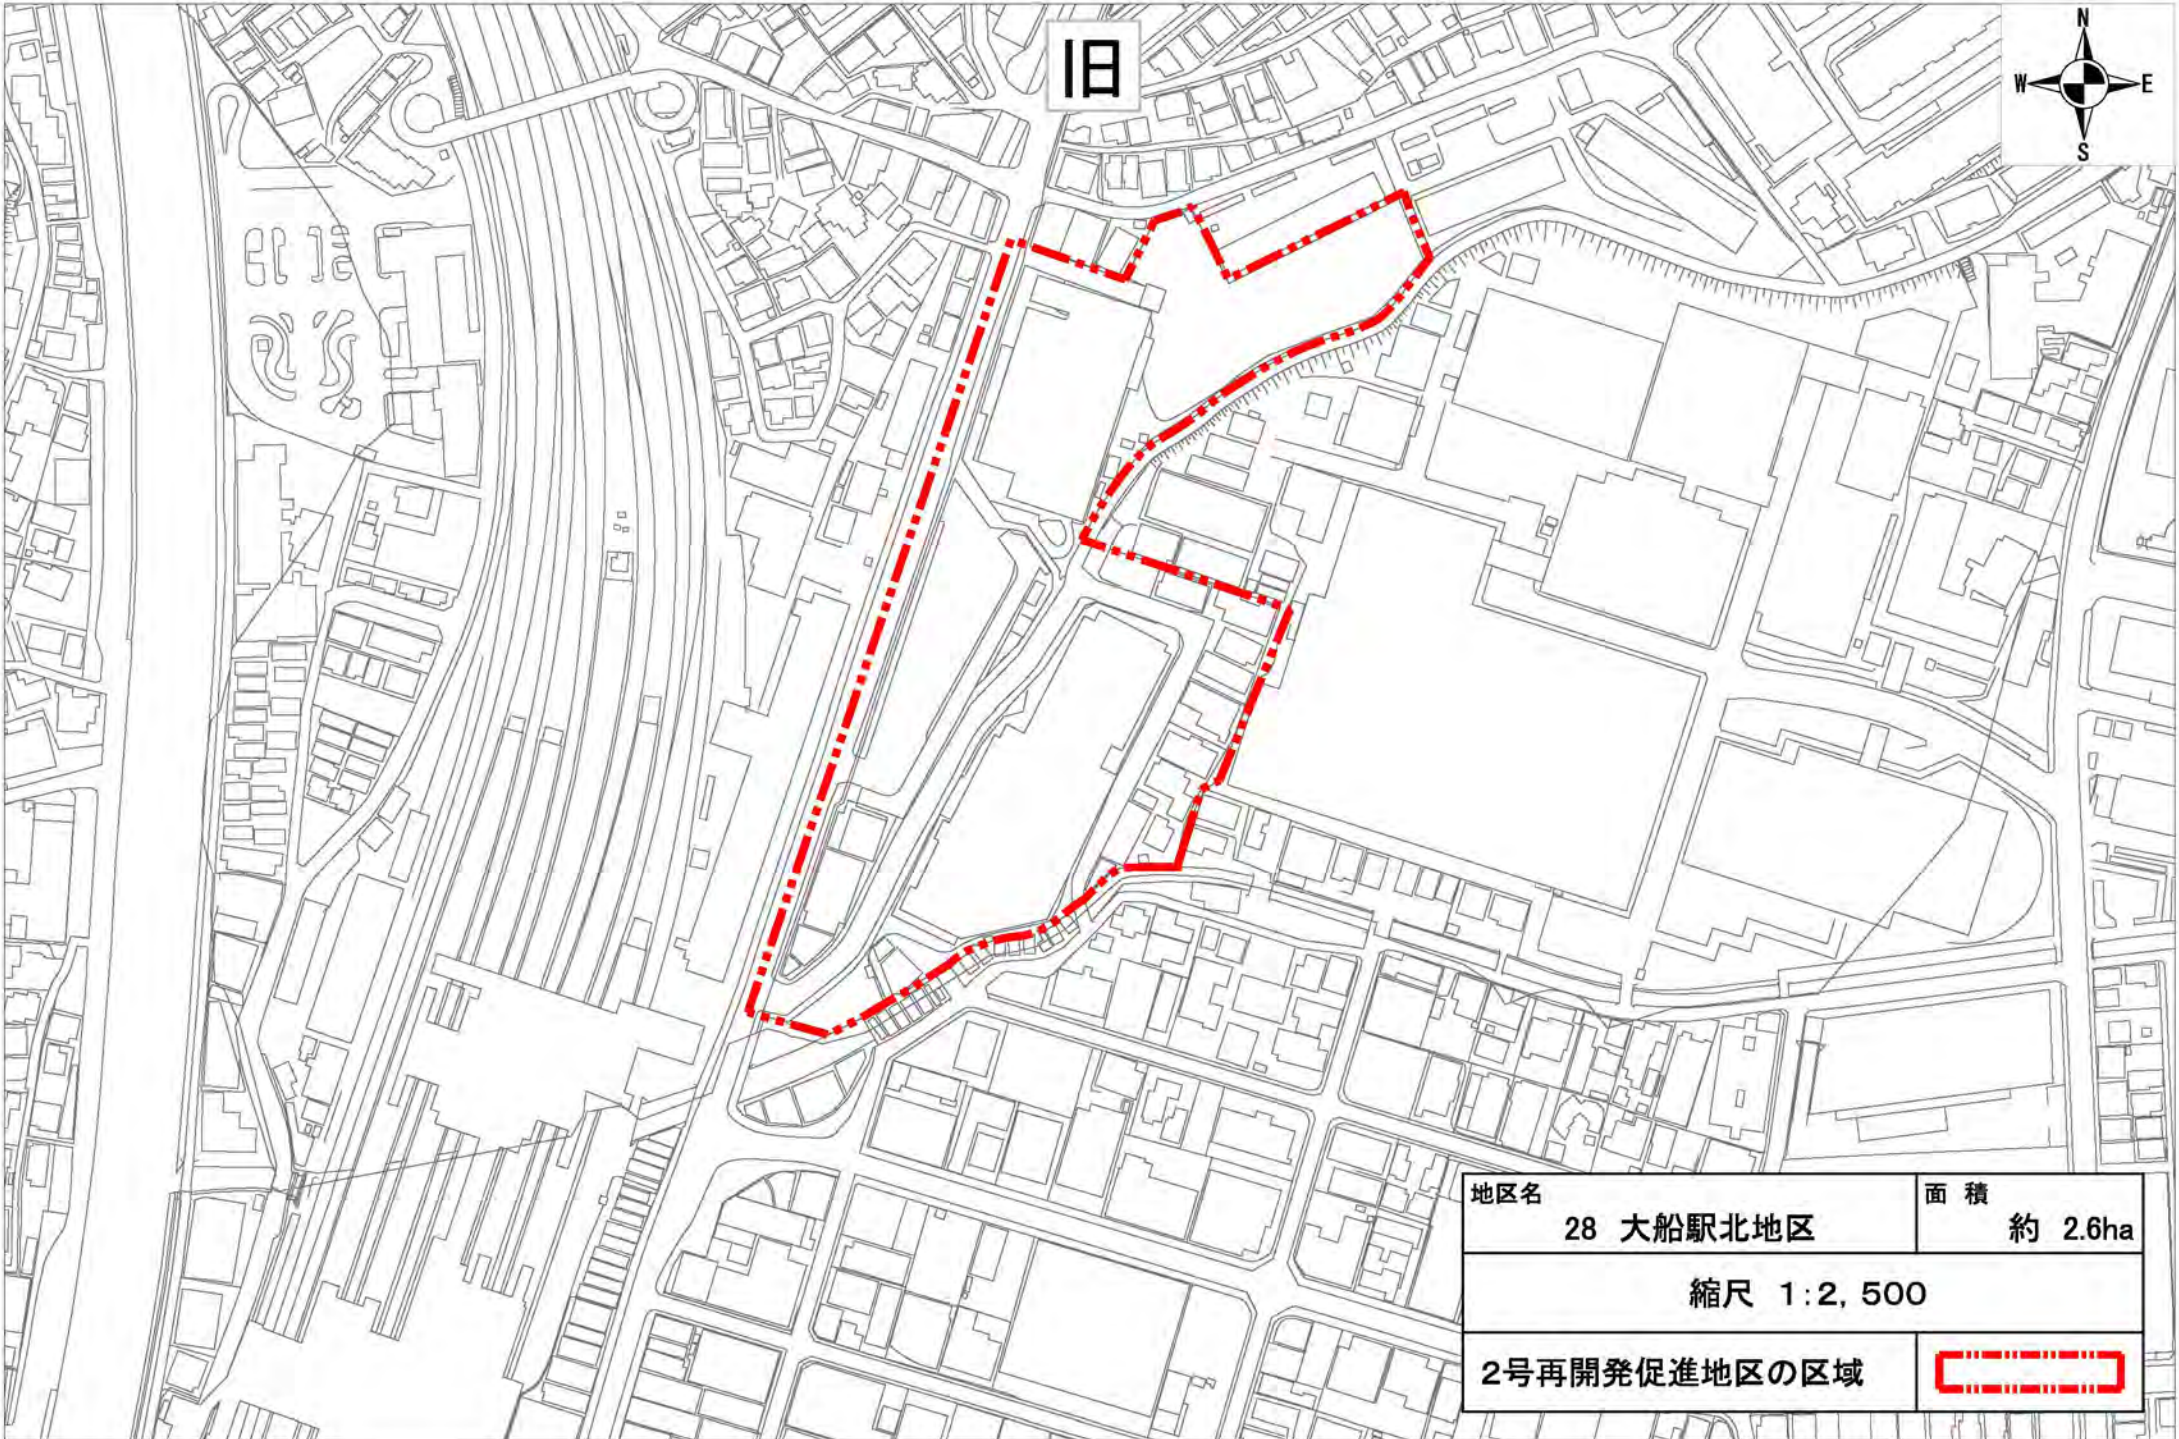 旧
N
W E
S
地区名
28 大船駅北地区
面 積
約 2.6ha
縮尺 1:2,500
2号再開発促進地区の区域